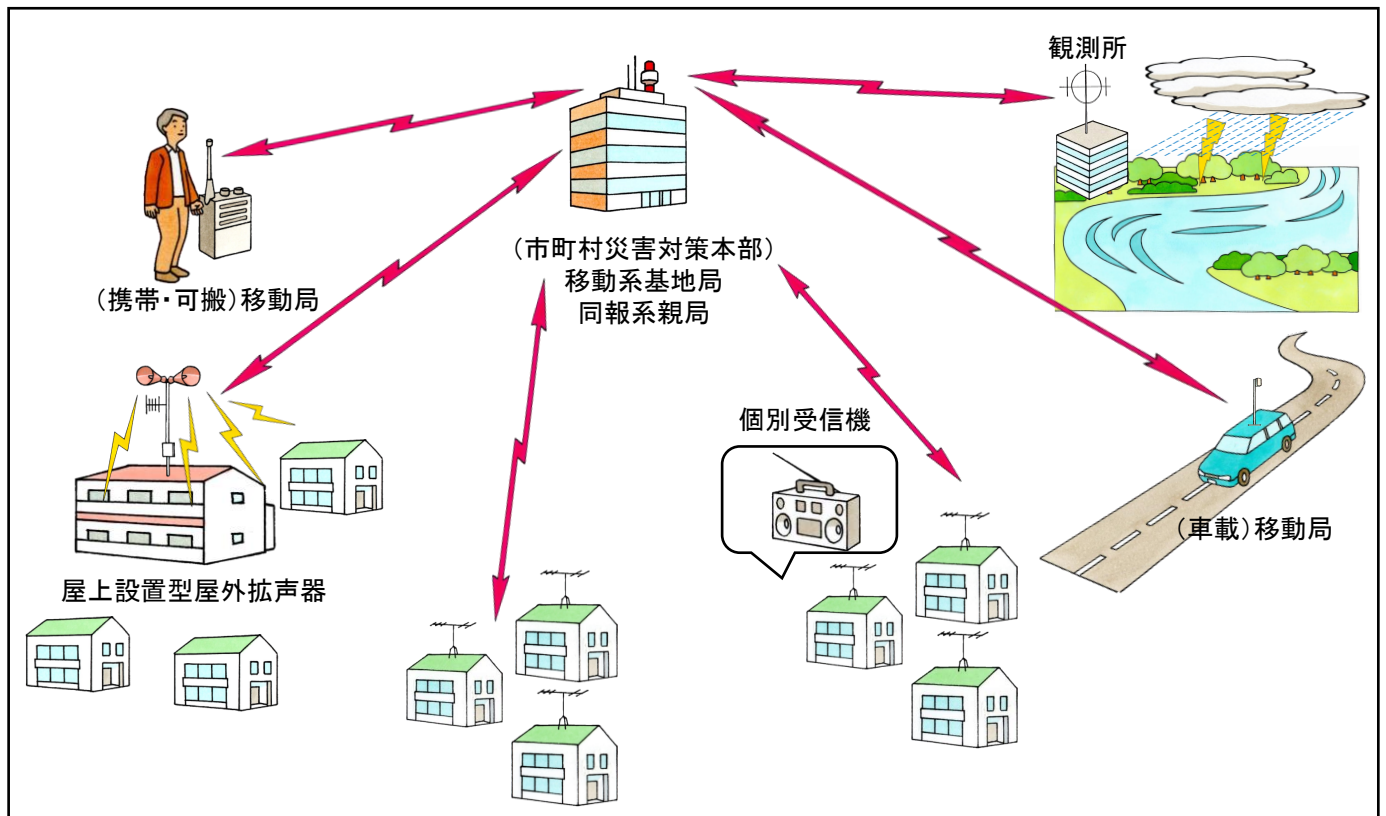 観測所
(市町村災害対策本部)
移動系基地局
同報系親局
(携帯・可搬)移動局
個別受信機
(車載)移動局
屋上設置型屋外拡声器